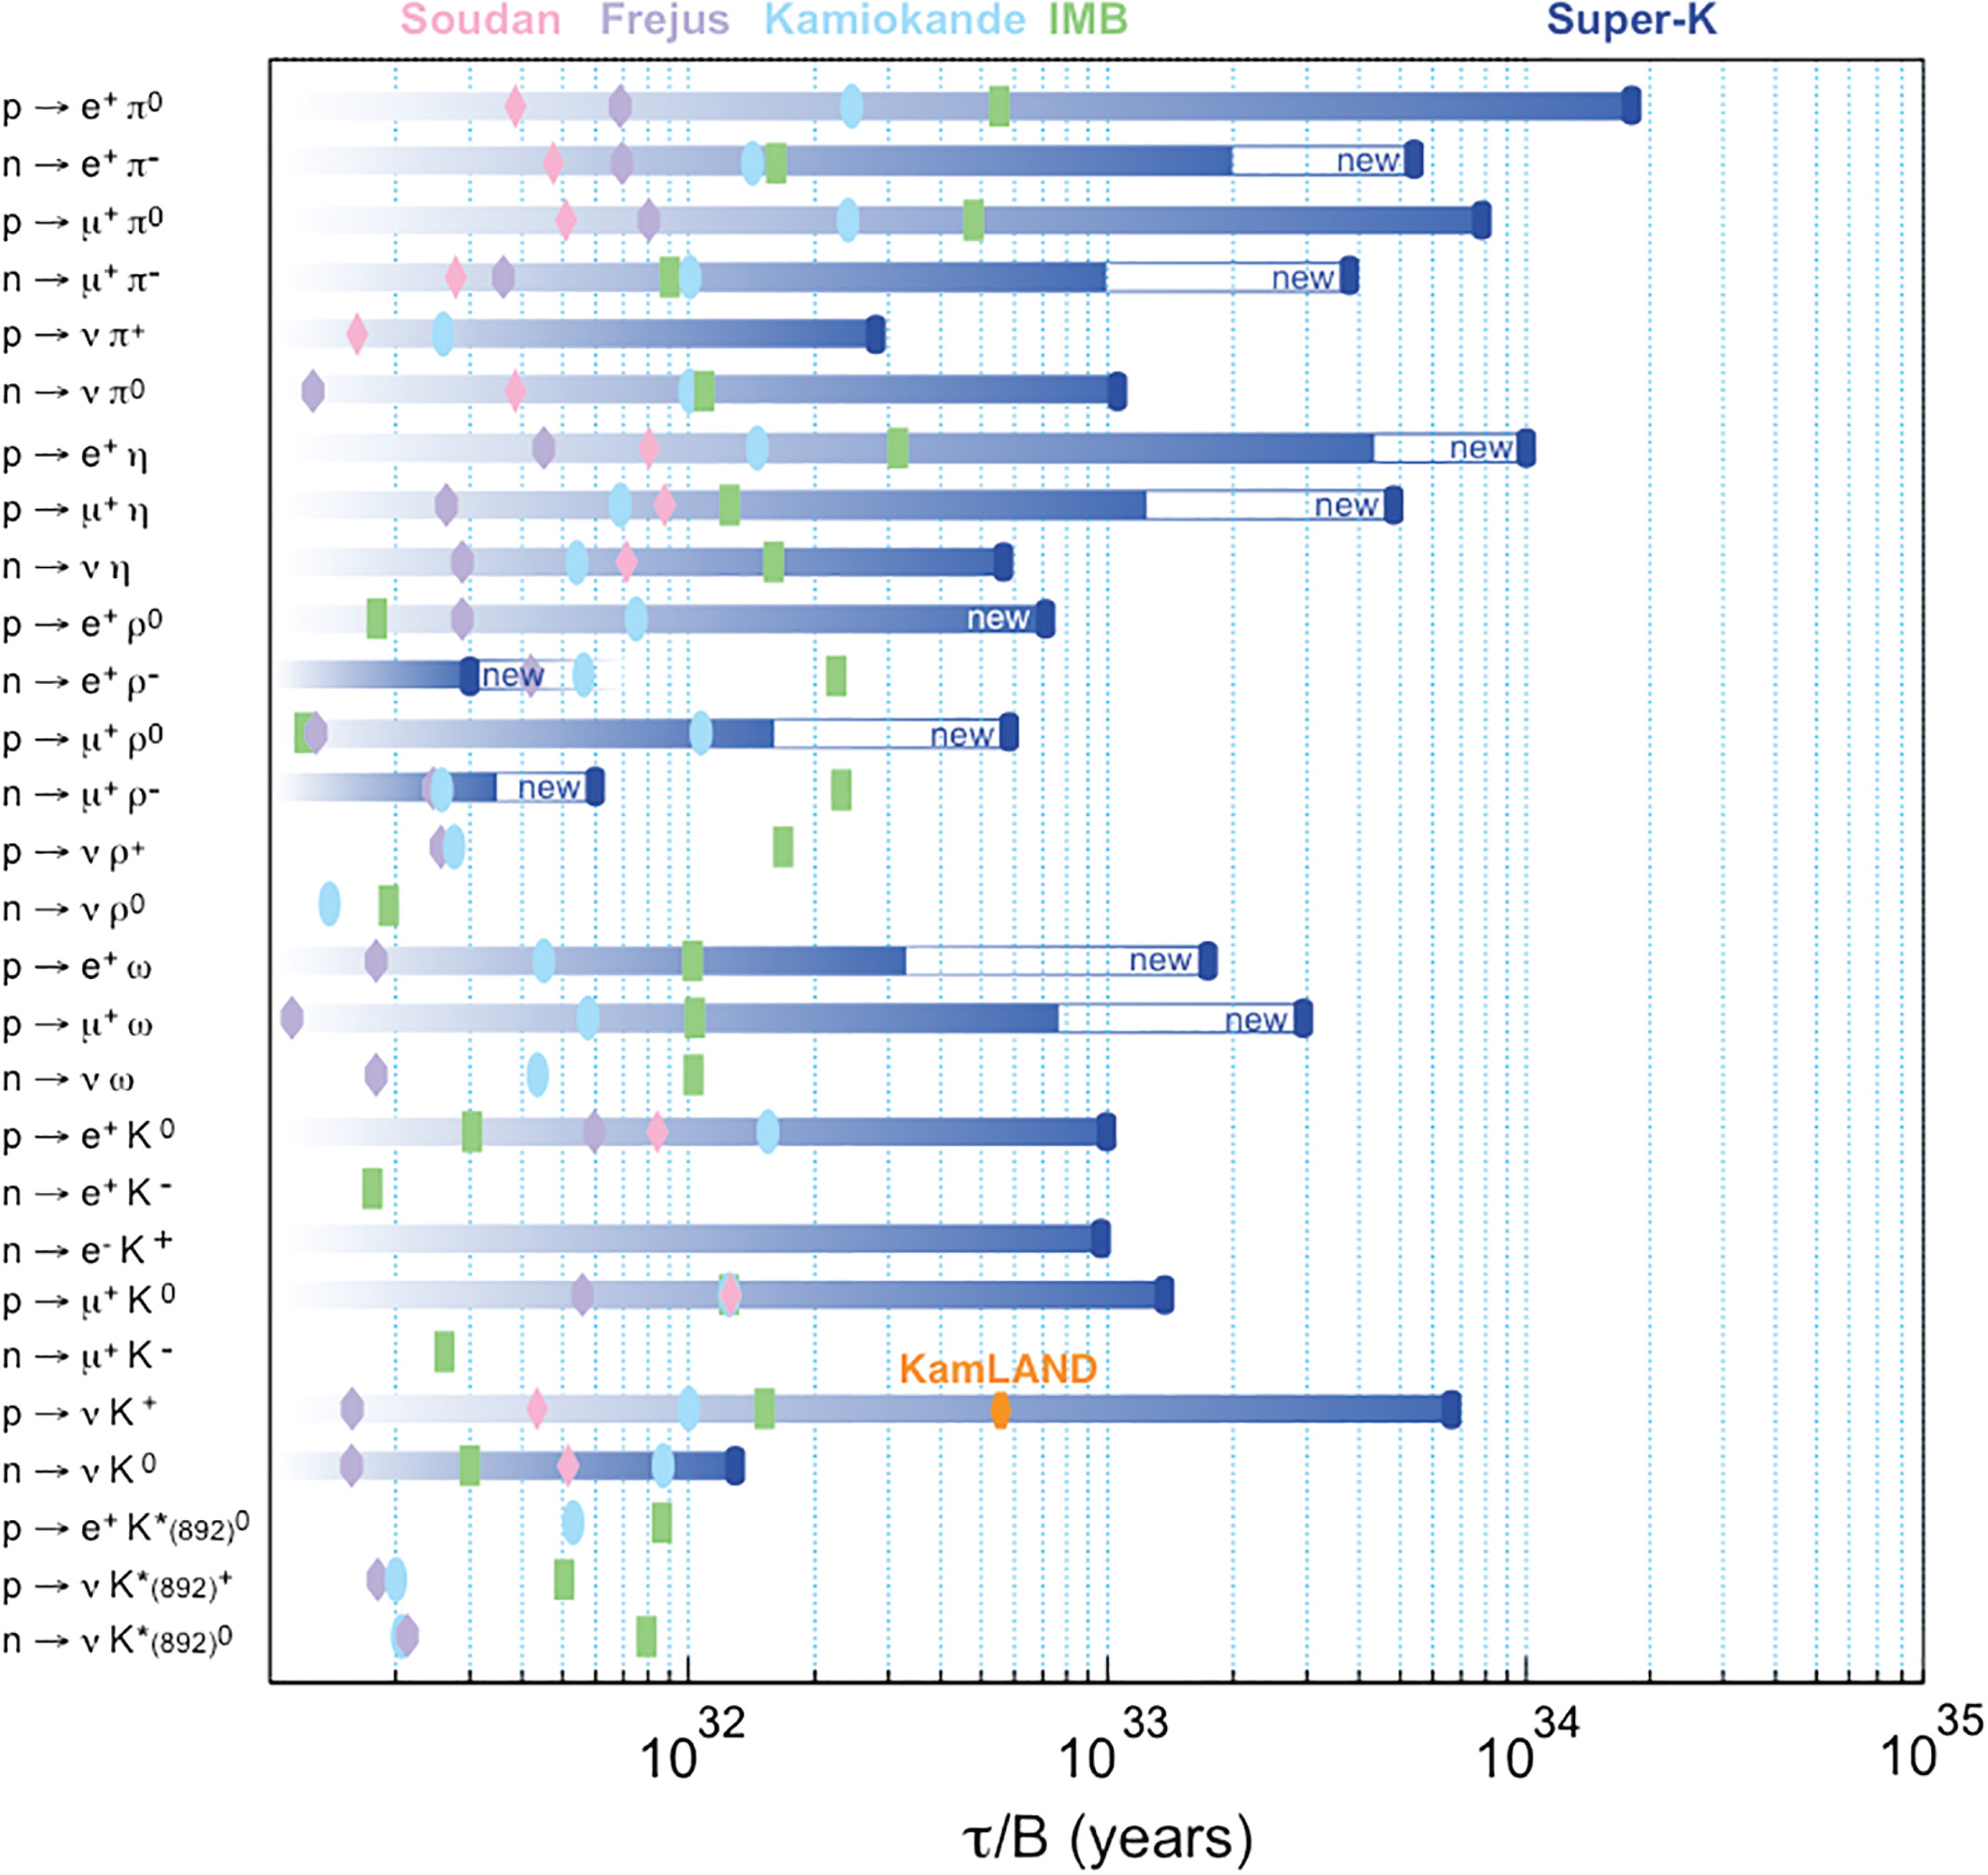 Soudan Frejus Kamiokande IMB Super-K
p → e⁺ π⁰
n → e⁺ π⁻ new
p → μ⁺ π⁰
n → μ⁺ π⁻ new
p → ν π⁺
n → ν π⁰
p → e⁺ η new
p → μ⁺ η new
n → ν η
p → e⁺ ρ⁰ new
n → e⁺ ρ⁻ new
p → μ⁺ ρ⁰ new
n → μ⁺ ρ⁻ new
p → ν ρ⁺
n → ν ρ⁰
p → e⁺ ω new
p → μ⁺ ω new
n → ν ω
p → e⁺ K⁰
n → e⁺ K⁻
n → e⁻ K⁺
p → μ⁺ K⁰
n → μ⁺ K⁻
KamLAND
p → ν K⁺
n → ν K⁰
p → e⁺ K*(892)⁰
p → ν K*(892)⁺
n → ν K*(892)⁰
10³² 10³³ 10³⁴ 10³⁵
τ/B (years)